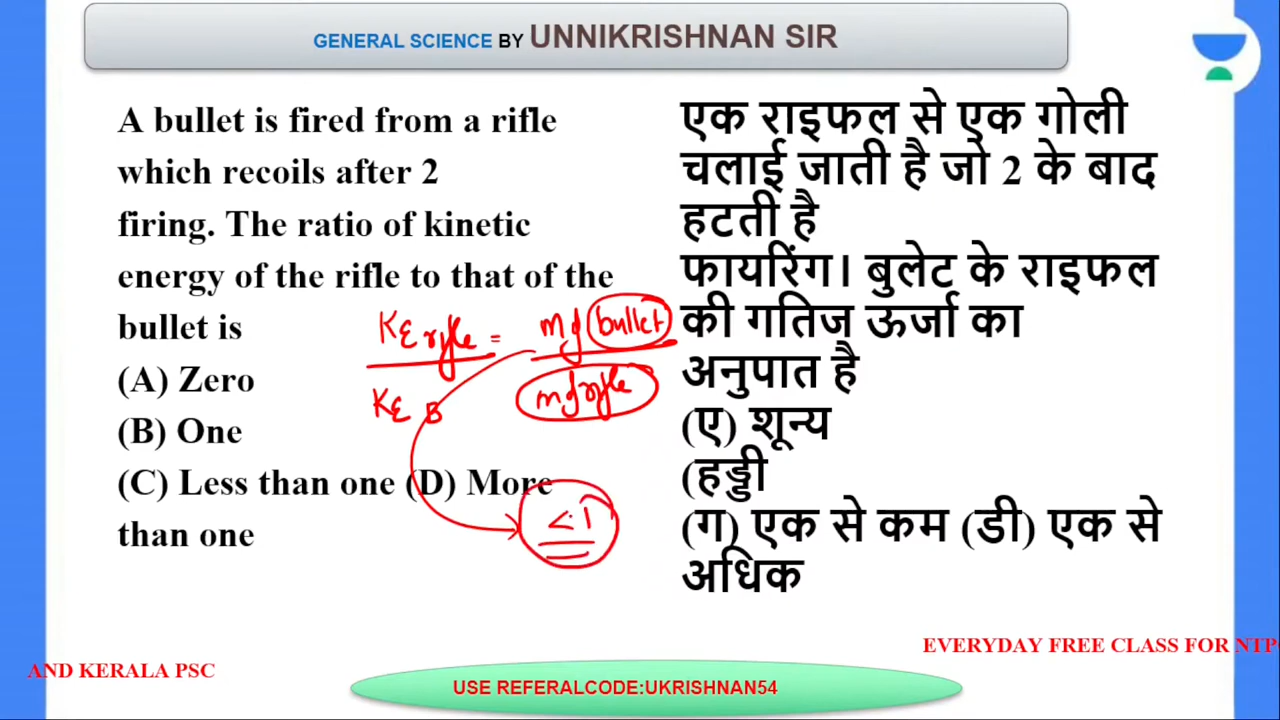 GENERAL SCIENCE BY UNNIKRISHNAN SIR
A bullet is fired from a rifle
which recoils after 2
firing. The ratio of kinetic
energy of the rifle to that of the
bullet is
(A) Zero
(B) One
(C) Less than one (D) More
than one
KE rifle = m of bullet
KE B m of rifle
<1
एक राइफल से एक गोली
चलाई जाती है जो 2 के बाद
हटती है
फायरिंग। बुलेट के राइफल
की गतिज ऊर्जा का
अनुपात है
(ए) शून्य
(हड्डी
(ग) एक से कम (डी) एक से
अधिक
EVERYDAY FREE CLASS FOR NTP
AND KERALA PSC
USE REFERALCODE:UKRISHNAN54